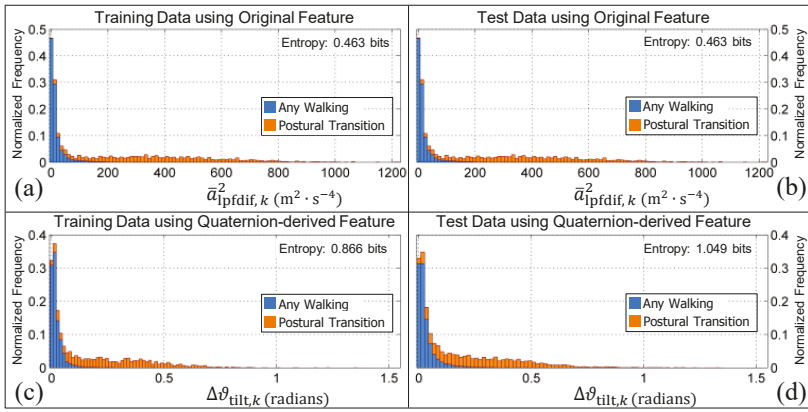 Training Data using Original Feature
Normalized Frequency
0.5
0.4
0.3
0.2
0.1
0
Entropy: 0.463 bits
Any Walking
Postural Transition
0 200 400 600 800 1000 1200
(a)
ā²lpfdif, k (m² · s⁻⁴)
Test Data using Original Feature
Entropy: 0.463 bits
Any Walking
Postural Transition
0.5
0.4
0.3
0.2
0.1
0
Normalized Frequency
0 200 400 600 800 1000 1200
ā²lpfdif, k (m² · s⁻⁴)
(b)
Training Data using Quaternion-derived Feature
Normalized Frequency
0.4
0.3
0.2
0.1
0
Entropy: 0.866 bits
Any Walking
Postural Transition
0 0.5 1 1.5
(c)
Δϑtilt,k (radians)
Test Data using Quaternion-derived Feature
Entropy: 1.049 bits
Any Walking
Postural Transition
0.4
0.3
0.2
0.1
0
Normalized Frequency
0 0.5 1 1.5
Δϑtilt,k (radians)
(d)